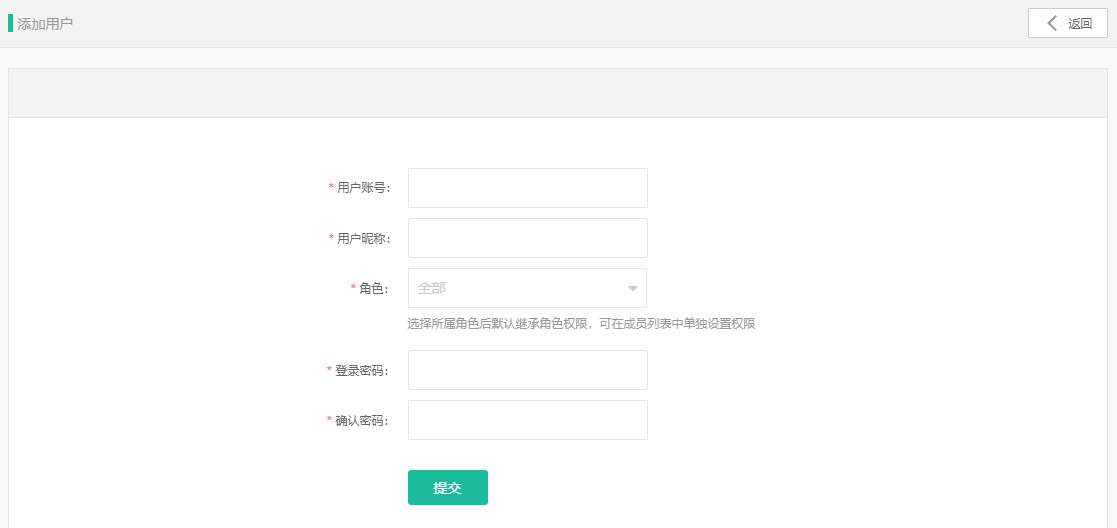 添加用户
返回
* 用户账号:
* 用户昵称:
* 角色:
全部
选择所属角色后默认继承角色权限，可在成员列表中单独设置权限
* 登录密码:
* 确认密码:
提交